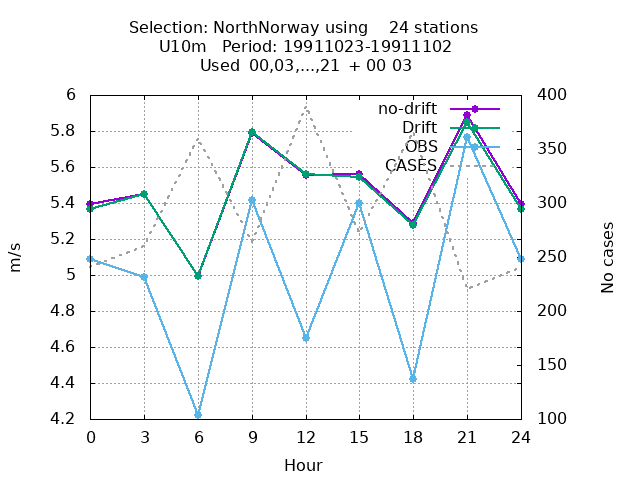 Selection: NorthNorway using    24 stations
U10m   Period: 19911023-19911102
Used  00,03,...,21  + 00 03
6
5.8
5.6
5.4
5.2
5
4.8
4.6
4.4
4.2
m/s
no-drift
Drift
OBS
CASES
400
350
300
250
200
150
100
No cases
0 3 6 9 12 15 18 21 24
Hour